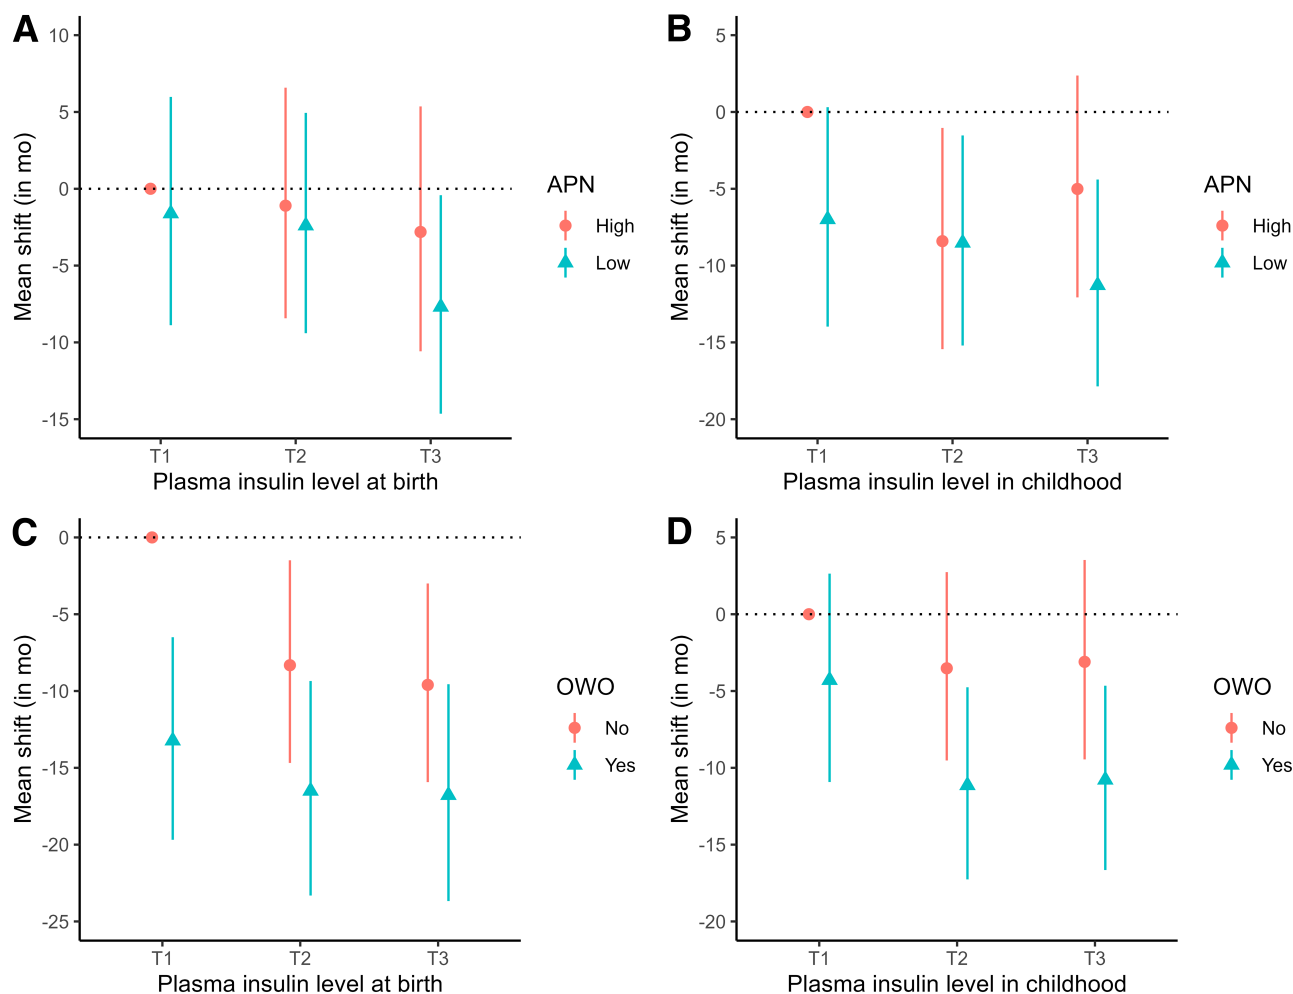 A
Mean shift (in mo)
10
5
0
-5
-10
-15
T1 T2 T3
Plasma insulin level at birth
APN
High
Low
B
Mean shift (in mo)
5
0
-5
-10
-15
-20
T1 T2 T3
Plasma insulin level in childhood
APN
High
Low
C
Mean shift (in mo)
0
-5
-10
-15
-20
-25
T1 T2 T3
Plasma insulin level at birth
OWO
No
Yes
D
Mean shift (in mo)
5
0
-5
-10
-15
-20
T1 T2 T3
Plasma insulin level in childhood
OWO
No
Yes